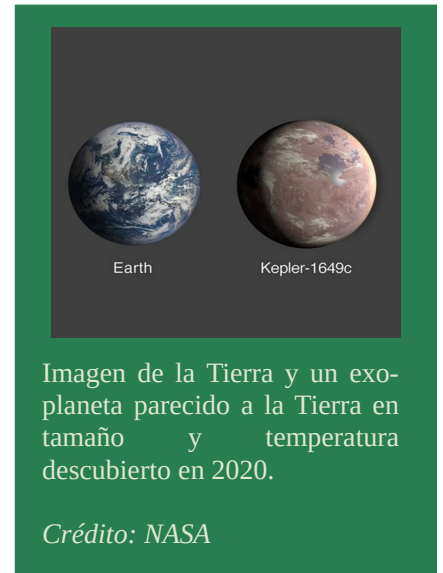 Earth
Kepler-1649c
Imagen de la Tierra y un exo-
planeta parecido a la Tierra en
tamaño y temperatura
descubierto en 2020.
Crédito: NASA